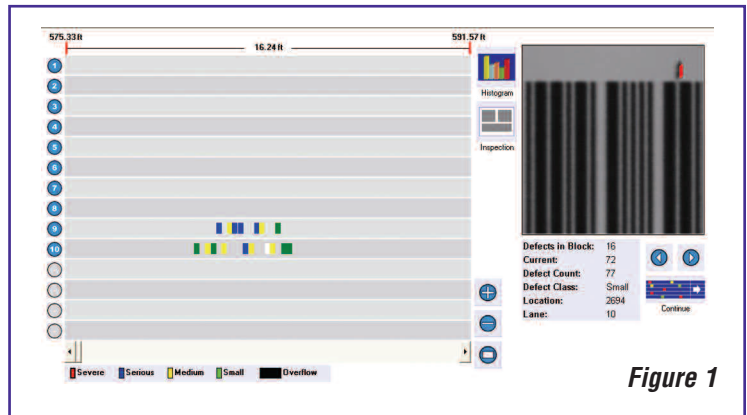 575.33 ft 591.57 ft
16.24 ft
1
2
3
4
5
6
7
8
9
10
Histogram
Inspection
Defects in Block: 16
Current: 72
Defect Count: 77
Defect Class: Small
Location: 2694
Lane: 10
Continue
Severe Serious Medium Small Overflow
Figure 1